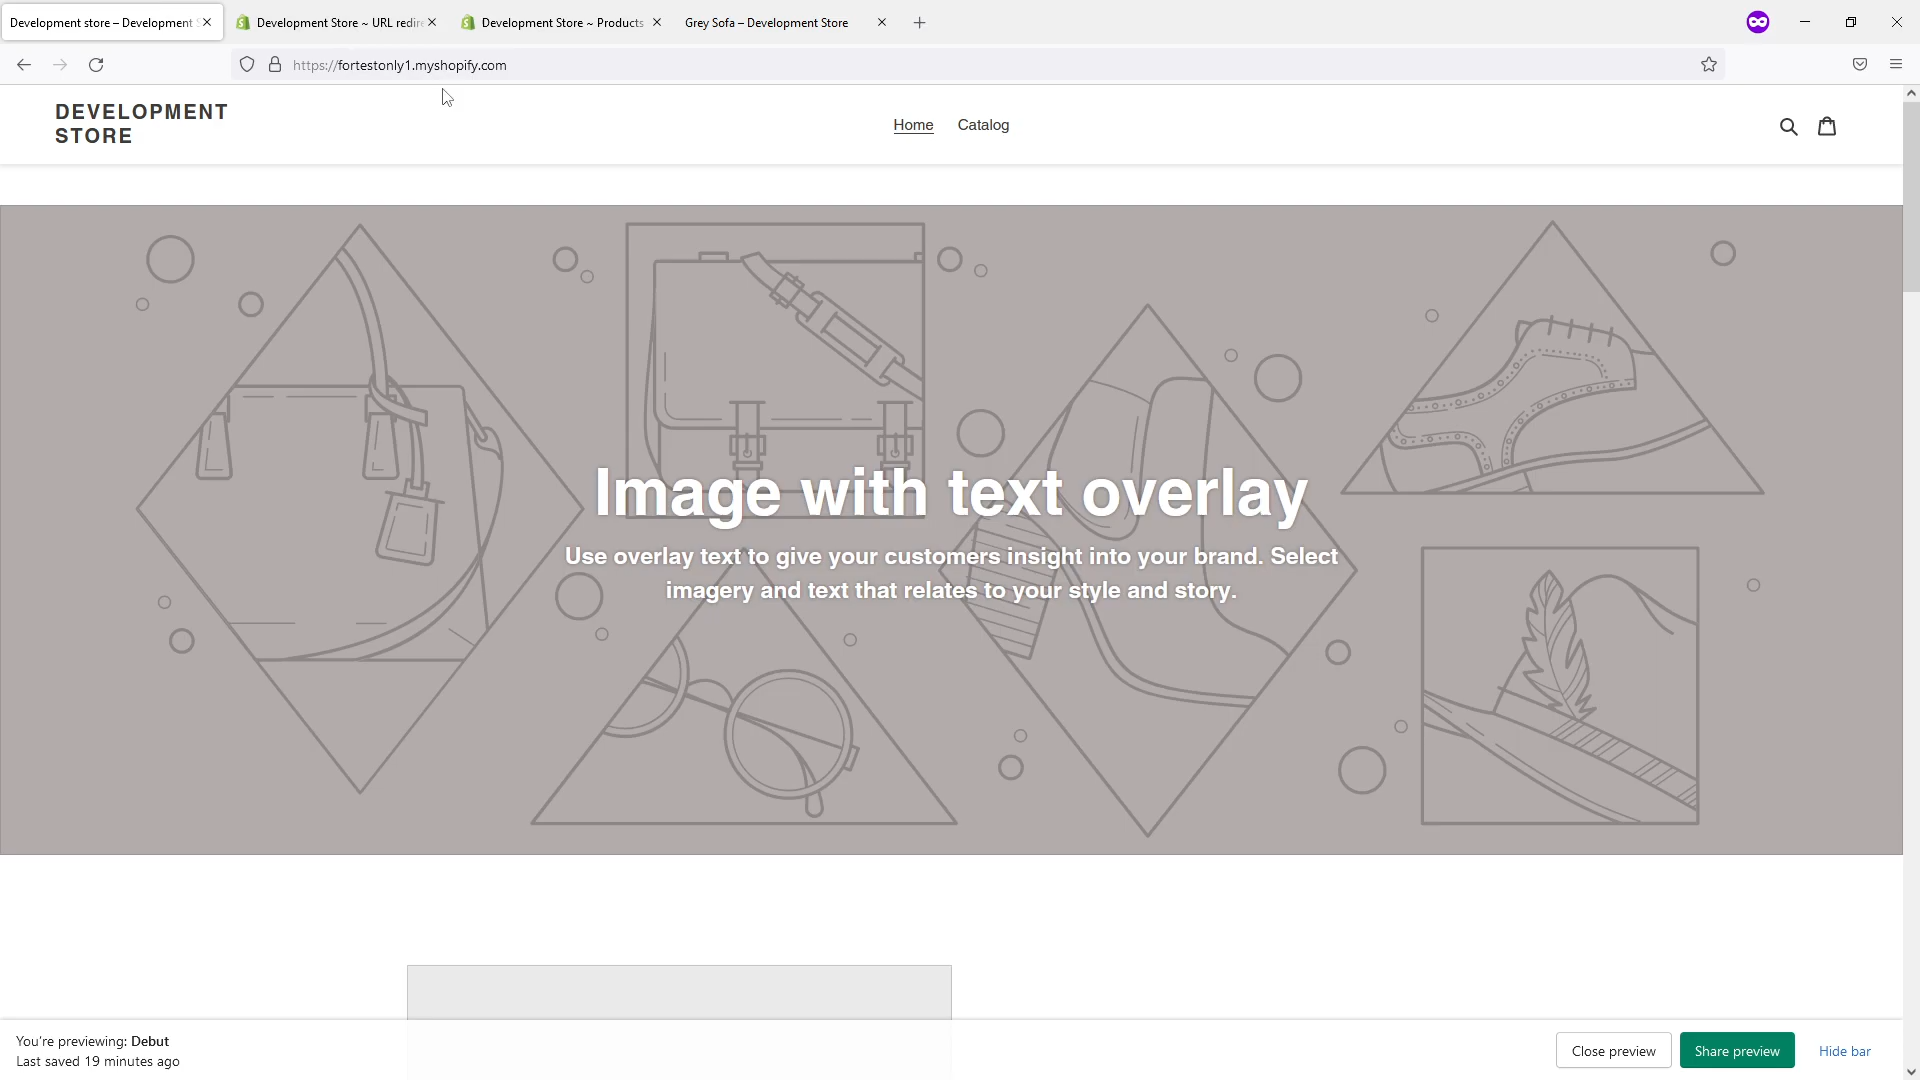 Development store – Development S
Development Store ~ URL redire
Development Store ~ Products
Grey Sofa – Development Store
https://fortestonly1.myshopify.com
DEVELOPMENT
STORE
Home
Catalog
Image with text overlay
Use overlay text to give your customers insight into your brand. Select
imagery and text that relates to your style and story.
You're previewing: Debut
Last saved 19 minutes ago
Close preview
Share preview
Hide bar